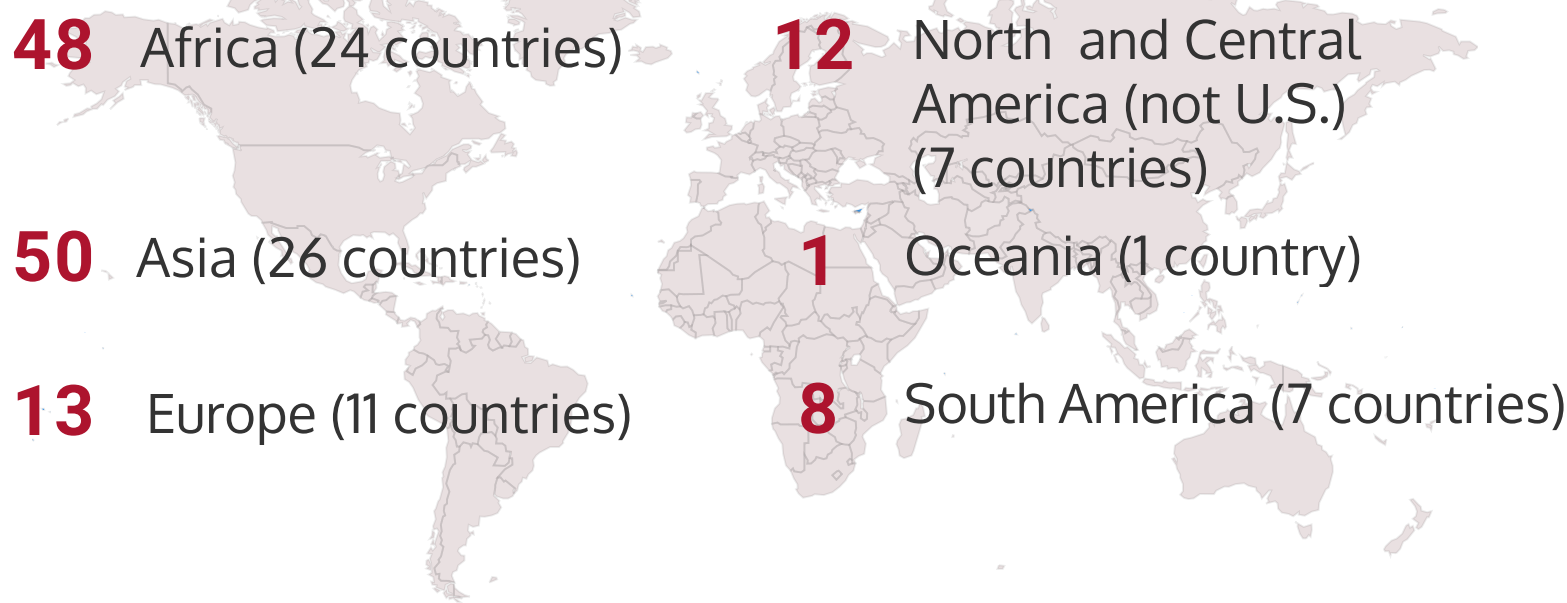 48 Africa (24 countries)
50 Asia (26 countries)
13 Europe (11 countries)
12 North and Central
America (not U.S.)
(7 countries)
1 Oceania (1 country)
8 South America (7 countries)